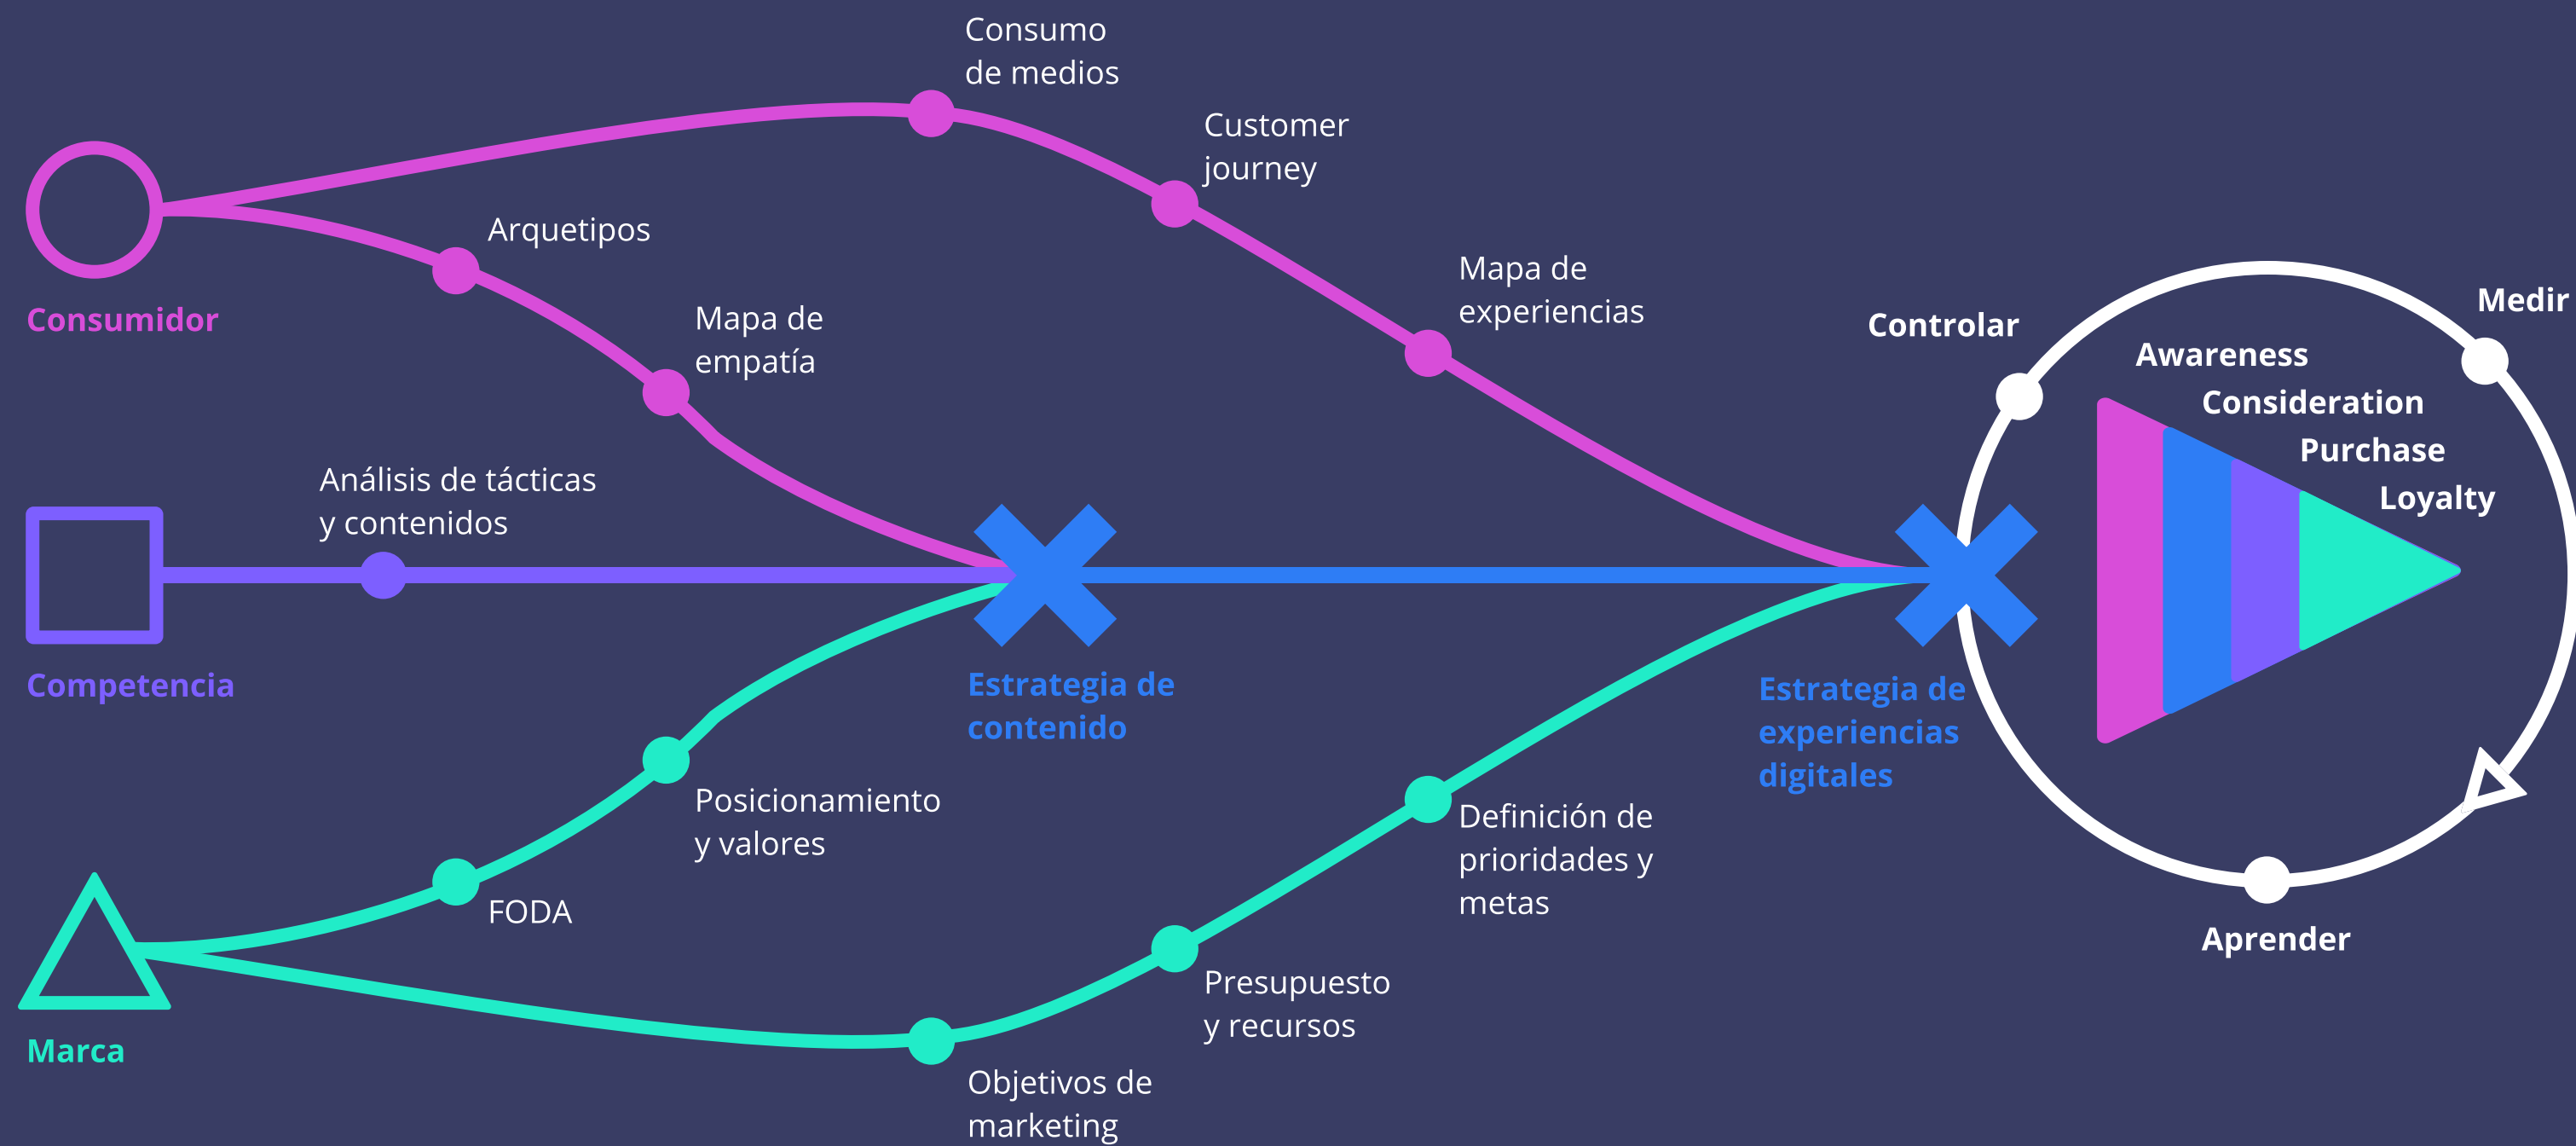 Consumo
de medios
Customer
journey
Arquetipos
Mapa de
experiencias
Mapa de
empatía
Consumidor
Controlar
Medir
Awareness
Consideration
Purchase
Loyalty
Análisis de tácticas
y contenidos
Competencia
Estrategia de
contenido
Estrategia de
experiencias
digitales
Posicionamiento
y valores
Definición de
prioridades y
metas
FODA
Aprender
Presupuesto
y recursos
Marca
Objetivos de
marketing